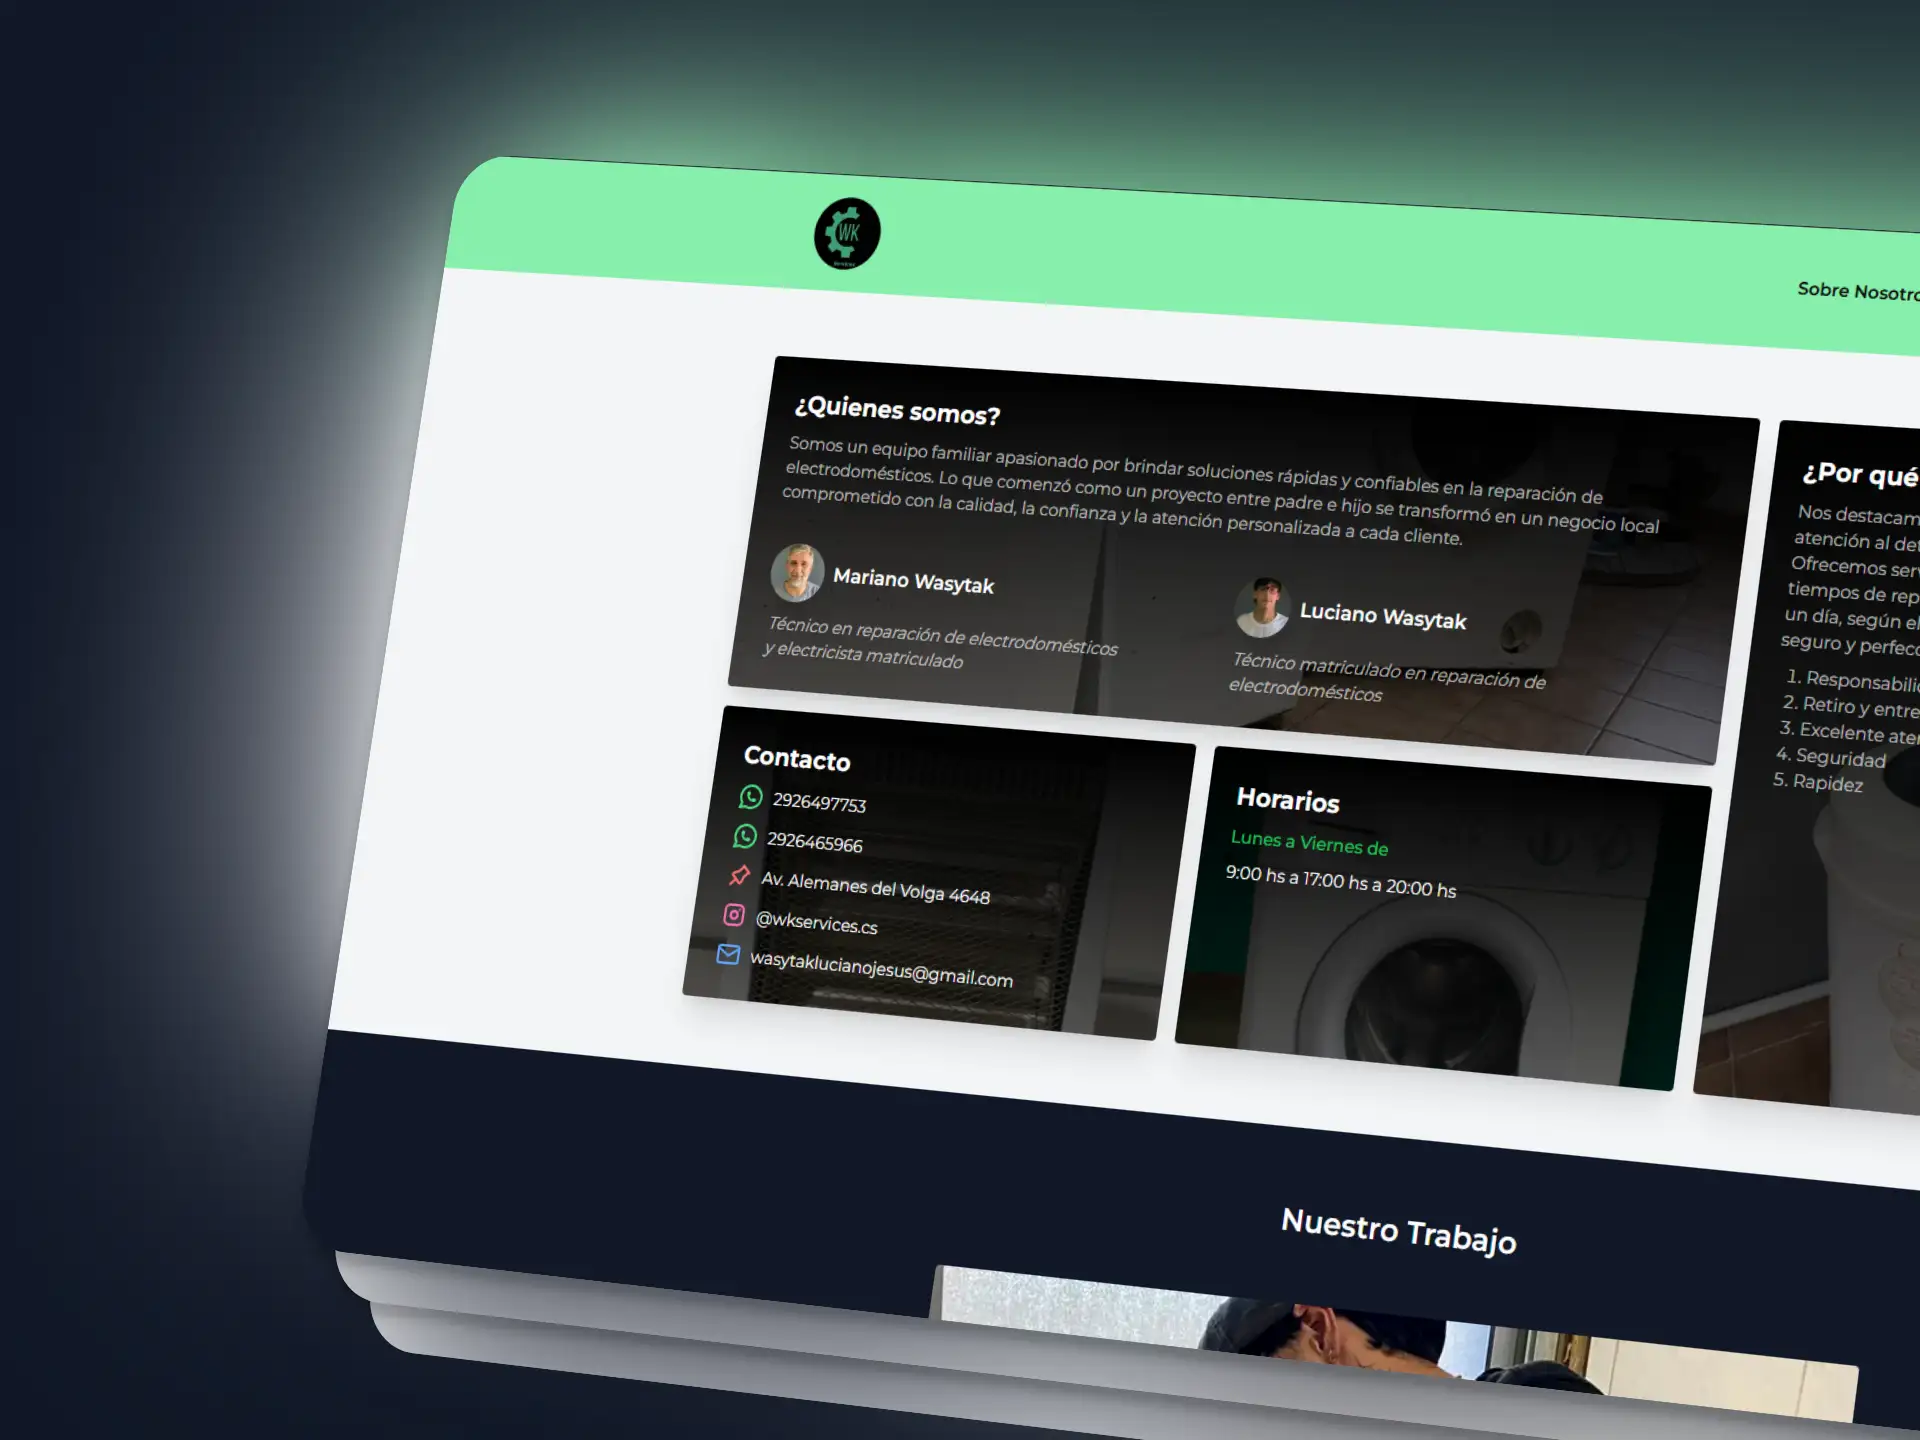 WK
Sobre Nosotro
¿Quienes somos?
Somos un equipo familiar apasionado por brindar soluciones rápidas y confiables en la reparación de
electrodomésticos. Lo que comenzó como un proyecto entre padre e hijo se transformó en un negocio local
comprometido con la calidad, la confianza y la atención personalizada a cada cliente.
Mariano Wasytak
Técnico en reparación de electrodomésticos
y electricista matriculado
Luciano Wasytak
Técnico matriculado en reparación de
electrodomésticos
¿Por qué
Nos destacam
atención al det
Ofrecemos serv
tiempos de rep
un día, según el
seguro y perfec
1. Responsabili
2. Retiro y entre
3. Excelente aten
4. Seguridad
5. Rapidez
Contacto
2926497753
2926465966
Av. Alemanes del Volga 4648
@wkservices.cs
wasytaklucianojesus@gmail.com
Horarios
Lunes a Viernes de
9:00 hs a 17:00 hs a 20:00 hs
Nuestro Trabajo